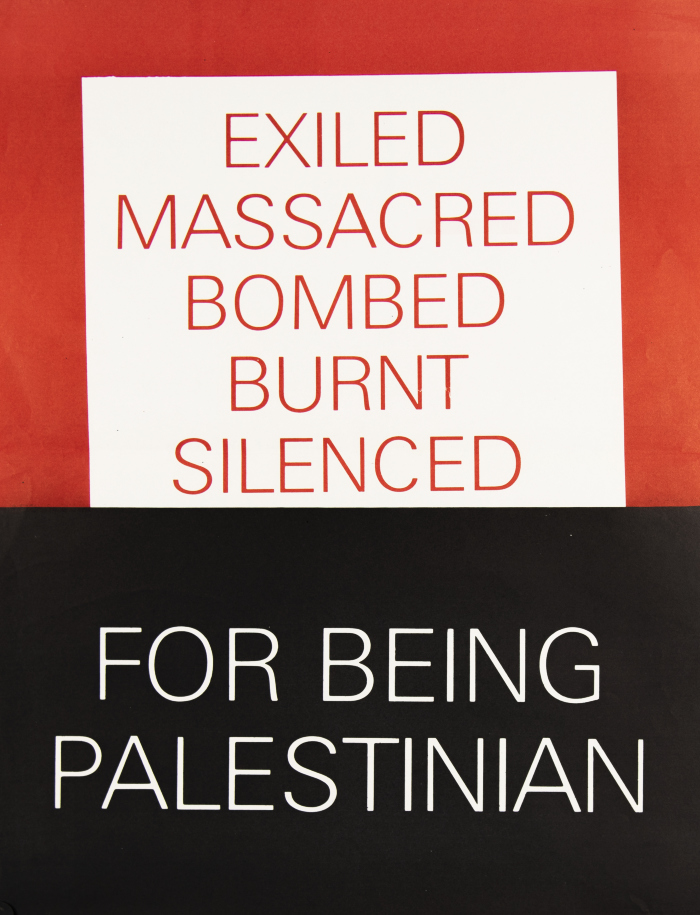 EXILED
MASSACRED
BOMBED
BURNT
SILENCED
FOR BEING
PALESTINIAN